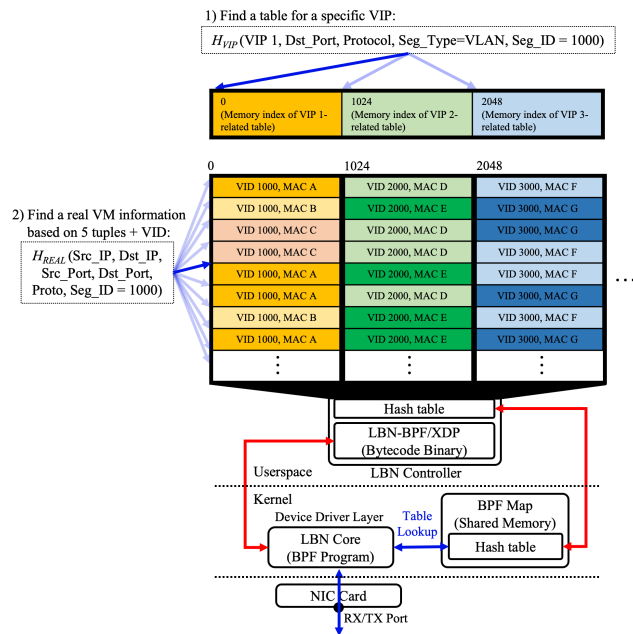 1) Find a table for a specific VIP:
H_VIP (VIP 1, Dst_Port, Protocol, Seg_Type=VLAN, Seg_ID = 1000)
0
(Memory index of VIP 1-
related table)
1024
(Memory index of VIP 2-
related table)
2048
(Memory index of VIP 3-
related table)
0 1024 2048
2) Find a real VM information
based on 5 tuples + VID:
H_REAL (Src_IP, Dst_IP,
Src_Port, Dst_Port,
Proto, Seg_ID = 1000)
VID 1000, MAC A VID 2000, MAC D VID 3000, MAC F
VID 1000, MAC B VID 2000, MAC E VID 3000, MAC G
VID 1000, MAC C VID 2000, MAC D VID 3000, MAC G
VID 1000, MAC C VID 2000, MAC D VID 3000, MAC F
VID 1000, MAC A VID 2000, MAC E VID 3000, MAC F
VID 1000, MAC A VID 2000, MAC D VID 3000, MAC G
VID 1000, MAC B VID 2000, MAC E VID 3000, MAC F
VID 1000, MAC A VID 2000, MAC E VID 3000, MAC G
...
Hash table
LBN-BPF/XDP
(Bytecode Binary)
LBN Controller
Userspace
Kernel
Device Driver Layer
LBN Core
(BPF Program)
Table
Lookup
BPF Map
(Shared Memory)
Hash table
NIC Card
RX/TX Port